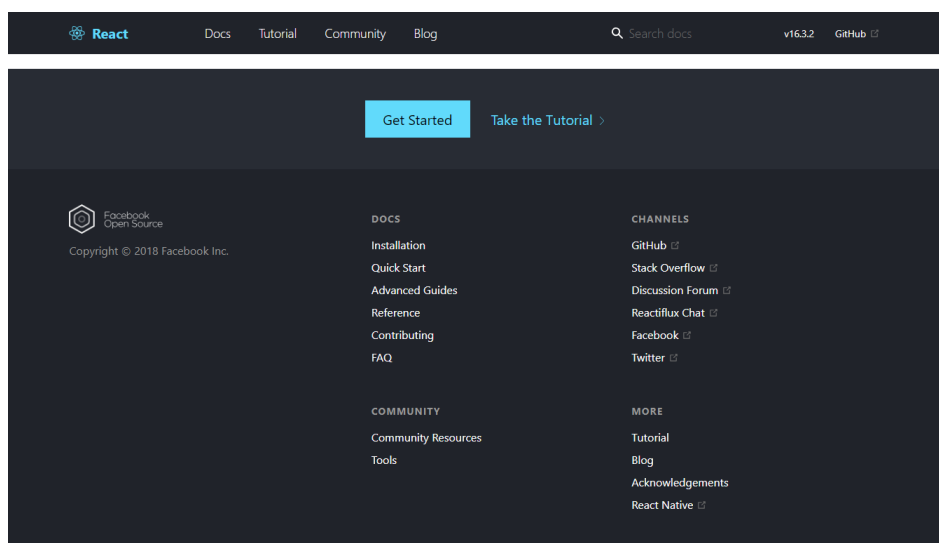 React Docs Tutorial Community Blog Search docs v16.3.2 GitHub
Get Started Take the Tutorial
Facebook
Open Source
Copyright © 2018 Facebook Inc.
DOCS
Installation
Quick Start
Advanced Guides
Reference
Contributing
FAQ
CHANNELS
GitHub
Stack Overflow
Discussion Forum
Reactiflux Chat
Facebook
Twitter
COMMUNITY
Community Resources
Tools
MORE
Tutorial
Blog
Acknowledgements
React Native